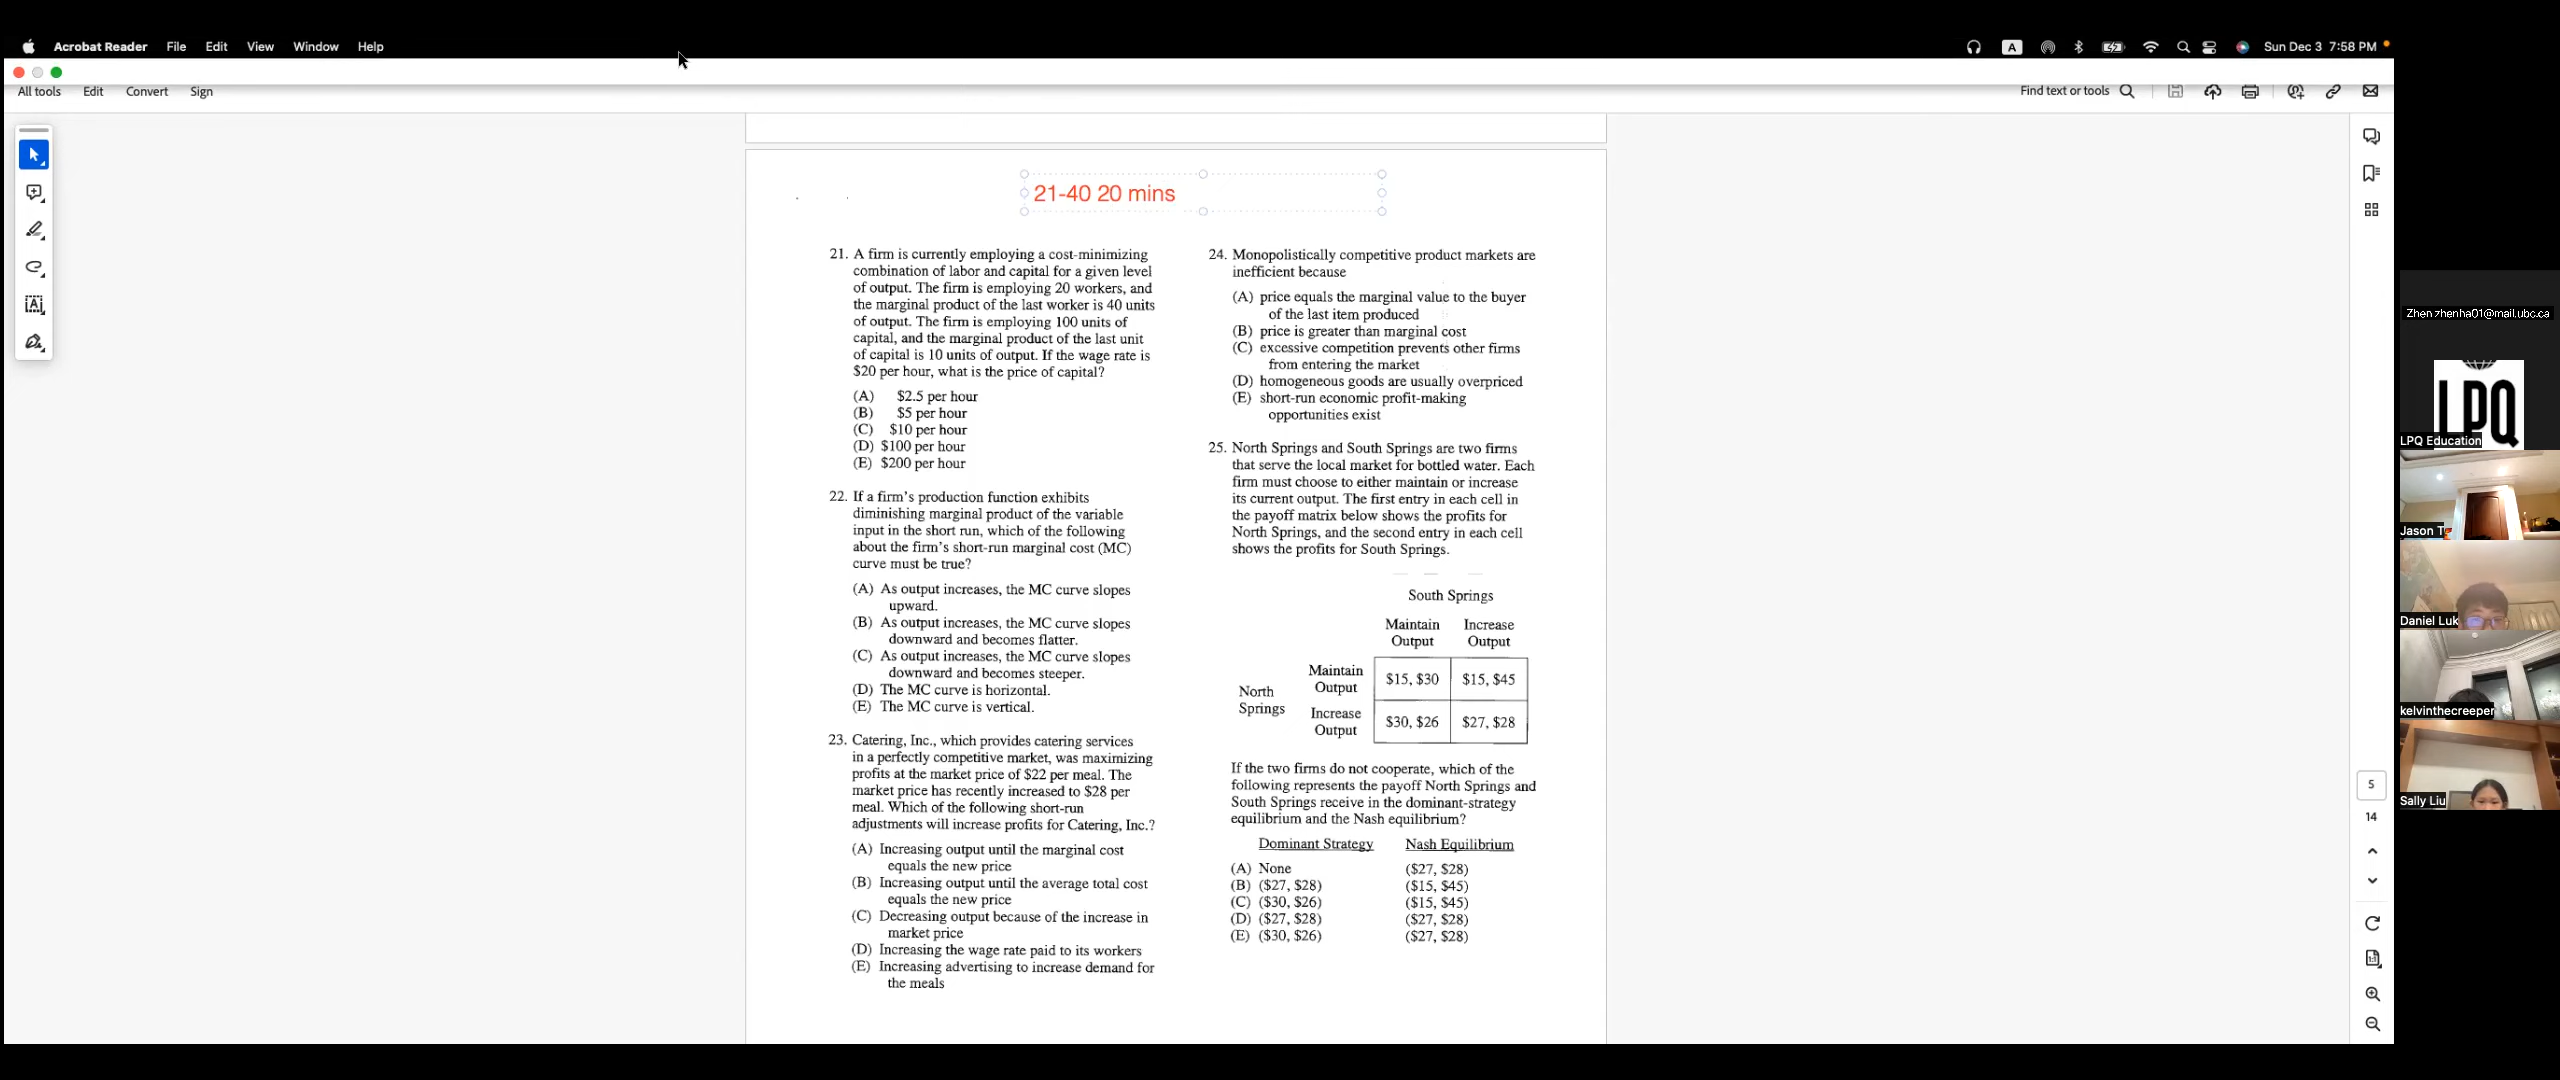 Acrobat Reader File Edit View Window Help
A
Sun Dec 3 7:58 PM
All tools Edit Convert Sign
Find text or tools
21-40 20 mins
21. A firm is currently employing a cost-minimizing
combination of labor and capital for a given level
of output. The firm is employing 20 workers, and
the marginal product of the last worker is 40 units
of output. The firm is employing 100 units of
capital, and the marginal product of the last unit
of capital is 10 units of output. If the wage rate is
$20 per hour, what is the price of capital?
(A) $2.5 per hour
(B) $5 per hour
(C) $10 per hour
(D) $100 per hour
(E) $200 per hour
22. If a firm's production function exhibits
diminishing marginal product of the variable
input in the short run, which of the following
about the firm's short-run marginal cost (MC)
curve must be true?
(A) As output increases, the MC curve slopes
upward.
(B) As output increases, the MC curve slopes
downward and becomes flatter.
(C) As output increases, the MC curve slopes
downward and becomes steeper.
(D) The MC curve is horizontal.
(E) The MC curve is vertical.
23. Catering, Inc., which provides catering services
in a perfectly competitive market, was maximizing
profits at the market price of $22 per meal. The
market price has recently increased to $28 per
meal. Which of the following short-run
adjustments will increase profits for Catering, Inc.?
(A) Increasing output until the marginal cost
equals the new price
(B) Increasing output until the average total cost
equals the new price
(C) Decreasing output because of the increase in
market price
(D) Increasing the wage rate paid to its workers
(E) Increasing advertising to increase demand for
the meals
24. Monopolistically competitive product markets are
inefficient because
(A) price equals the marginal value to the buyer
of the last item produced
(B) price is greater than marginal cost
(C) excessive competition prevents other firms
from entering the market
(D) homogeneous goods are usually overpriced
(E) short-run economic profit-making
opportunities exist
25. North Springs and South Springs are two firms
that serve the local market for bottled water. Each
firm must choose to either maintain or increase
its current output. The first entry in each cell in
the payoff matrix below shows the profits for
North Springs, and the second entry in each cell
shows the profits for South Springs.
South Springs
Maintain Increase
Output Output
Maintain
Output $15, $30 $15, $45
North
Springs
Increase
Output $30, $26 $27, $28
If the two firms do not cooperate, which of the
following represents the payoff North Springs and
South Springs receive in the dominant-strategy
equilibrium and the Nash equilibrium?
Dominant Strategy Nash Equilibrium
(A) None ($27, $28)
(B) ($27, $28) ($15, $45)
(C) ($30, $26) ($15, $45)
(D) ($27, $28) ($27, $28)
(E) ($30, $26) ($27, $28)
5
14
Zhen zhenha01@mail.ubc.ca
LPQ
LPQ Education
Jason T
Daniel Luk
kelvinthecreeper
Sally Liu